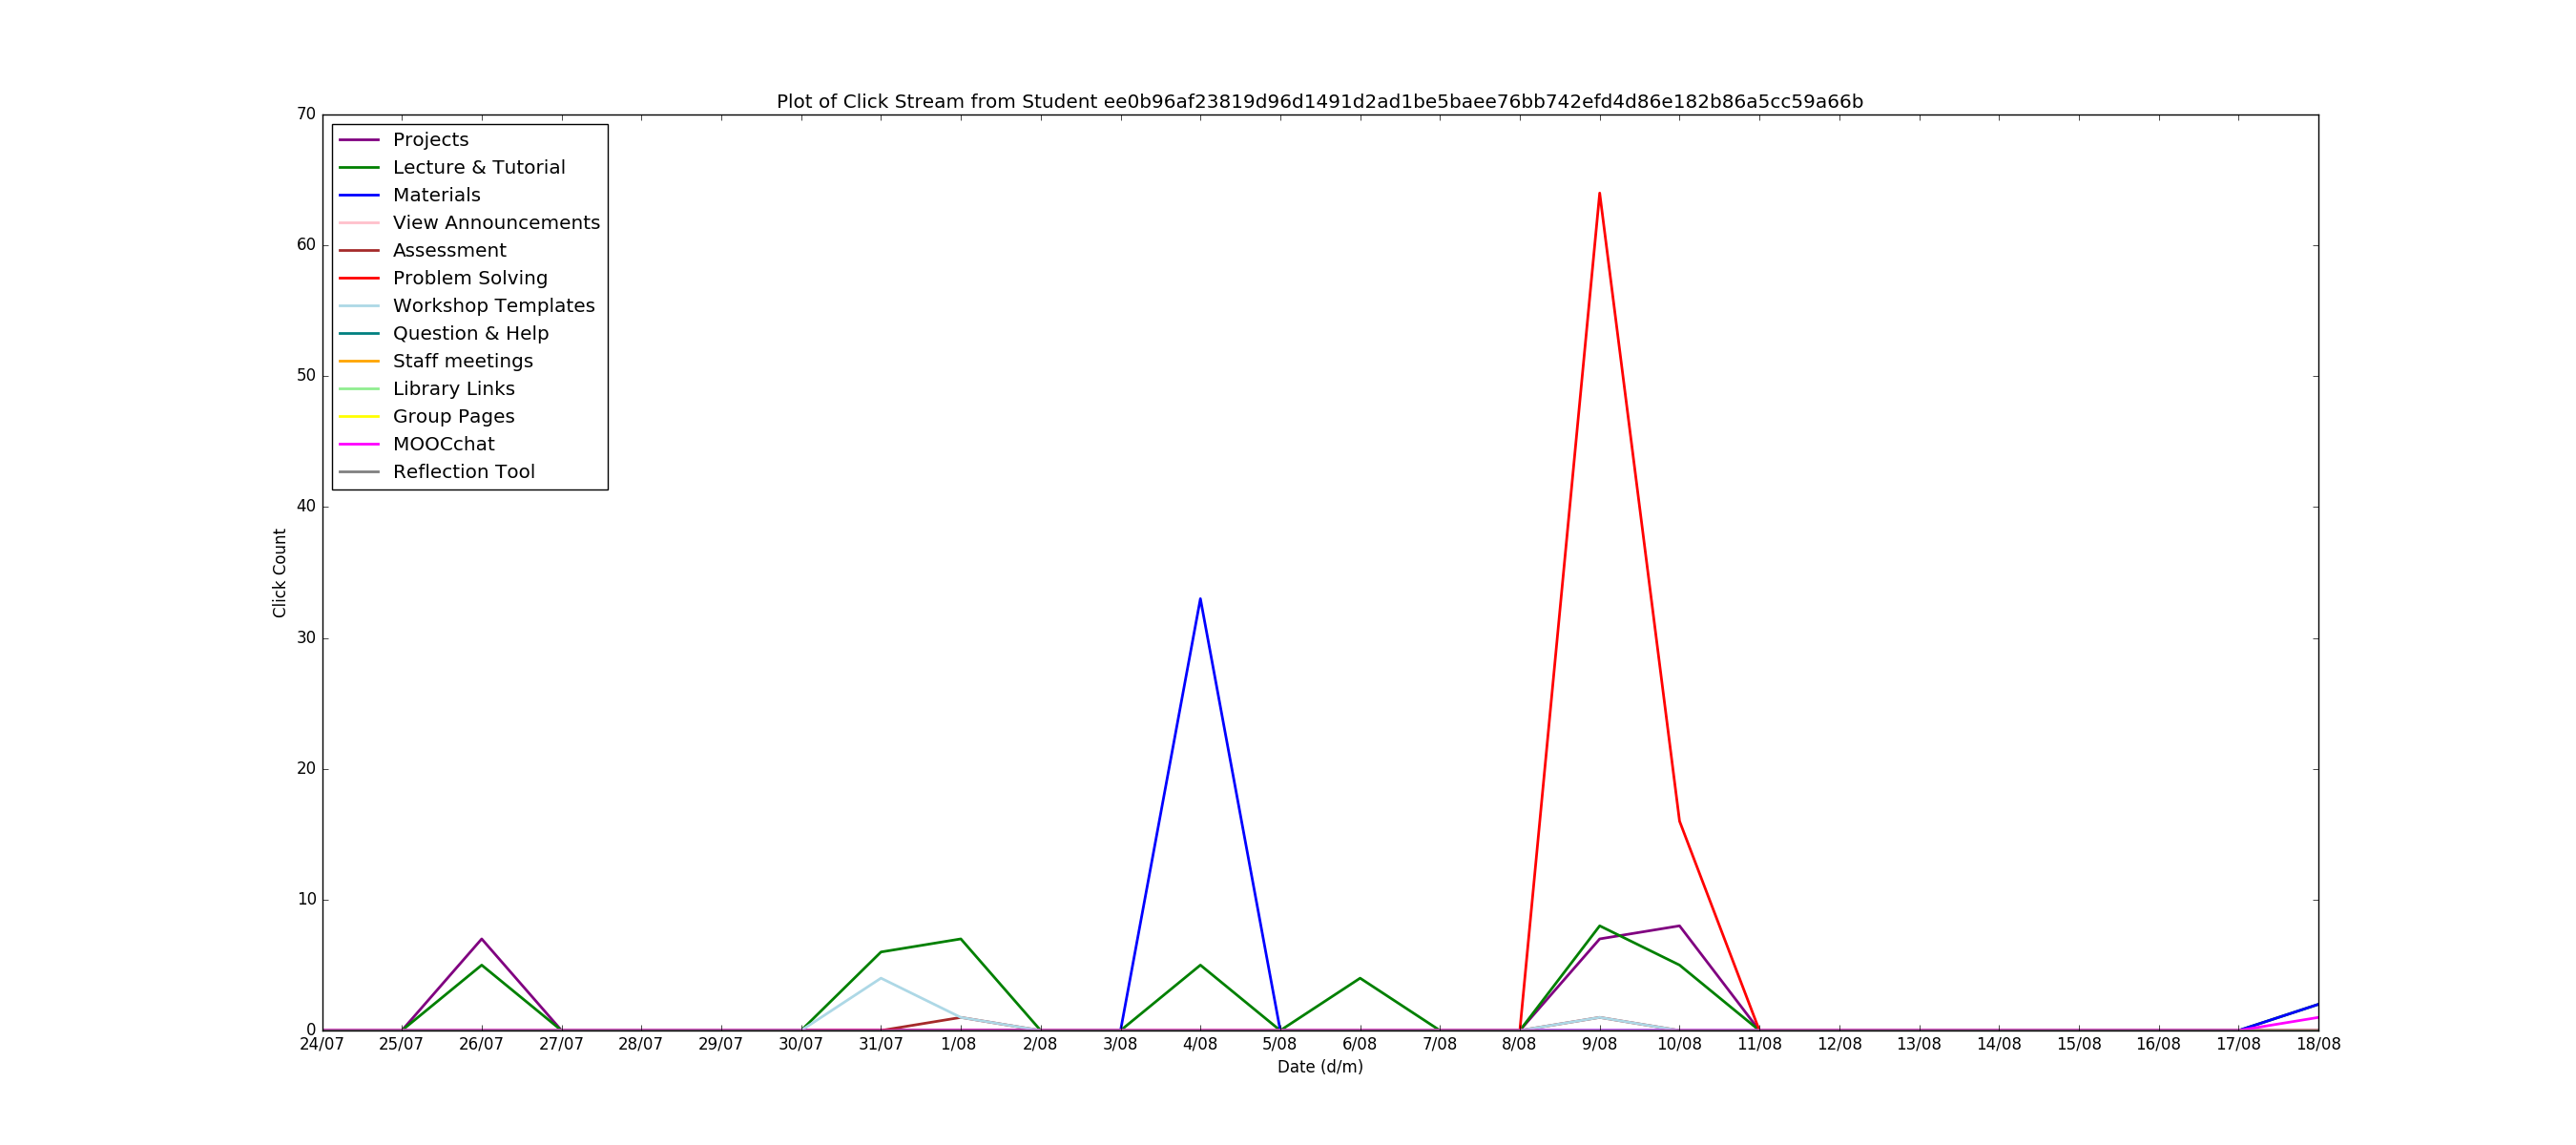 Plot of Click Stream from Student ee0b96af23819d96d1491d2ad1be5baee76bb742efd4d86e182b86a5cc59a66b
70
60
50
40
30
20
10
0
Click Count
Projects
Lecture & Tutorial
Materials
View Announcements
Assessment
Problem Solving
Workshop Templates
Question & Help
Staff meetings
Library Links
Group Pages
MOOCchat
Reflection Tool
24/07 25/07 26/07 27/07 28/07 29/07 30/07 31/07 1/08 2/08 3/08 4/08 5/08 6/08 7/08 8/08 9/08 10/08 11/08 12/08 13/08 14/08 15/08 16/08 17/08 18/08
Date (d/m)